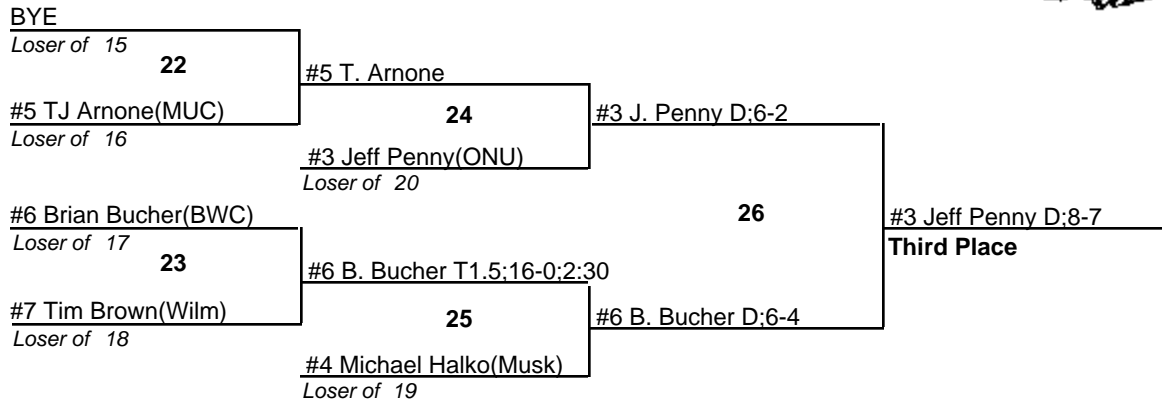 BYE
Loser of 15
22
#5 T. Arnone
#5 TJ Arnone(MUC)
Loser of 16
24
#3 J. Penny D;6-2
#3 Jeff Penny(ONU)
Loser of 20
#6 Brian Bucher(BWC)
Loser of 17
26
#3 Jeff Penny D;8-7
Third Place
23
#6 B. Bucher T1.5;16-0;2:30
#7 Tim Brown(Wilm)
Loser of 18
25
#6 B. Bucher D;6-4
#4 Michael Halko(Musk)
Loser of 19